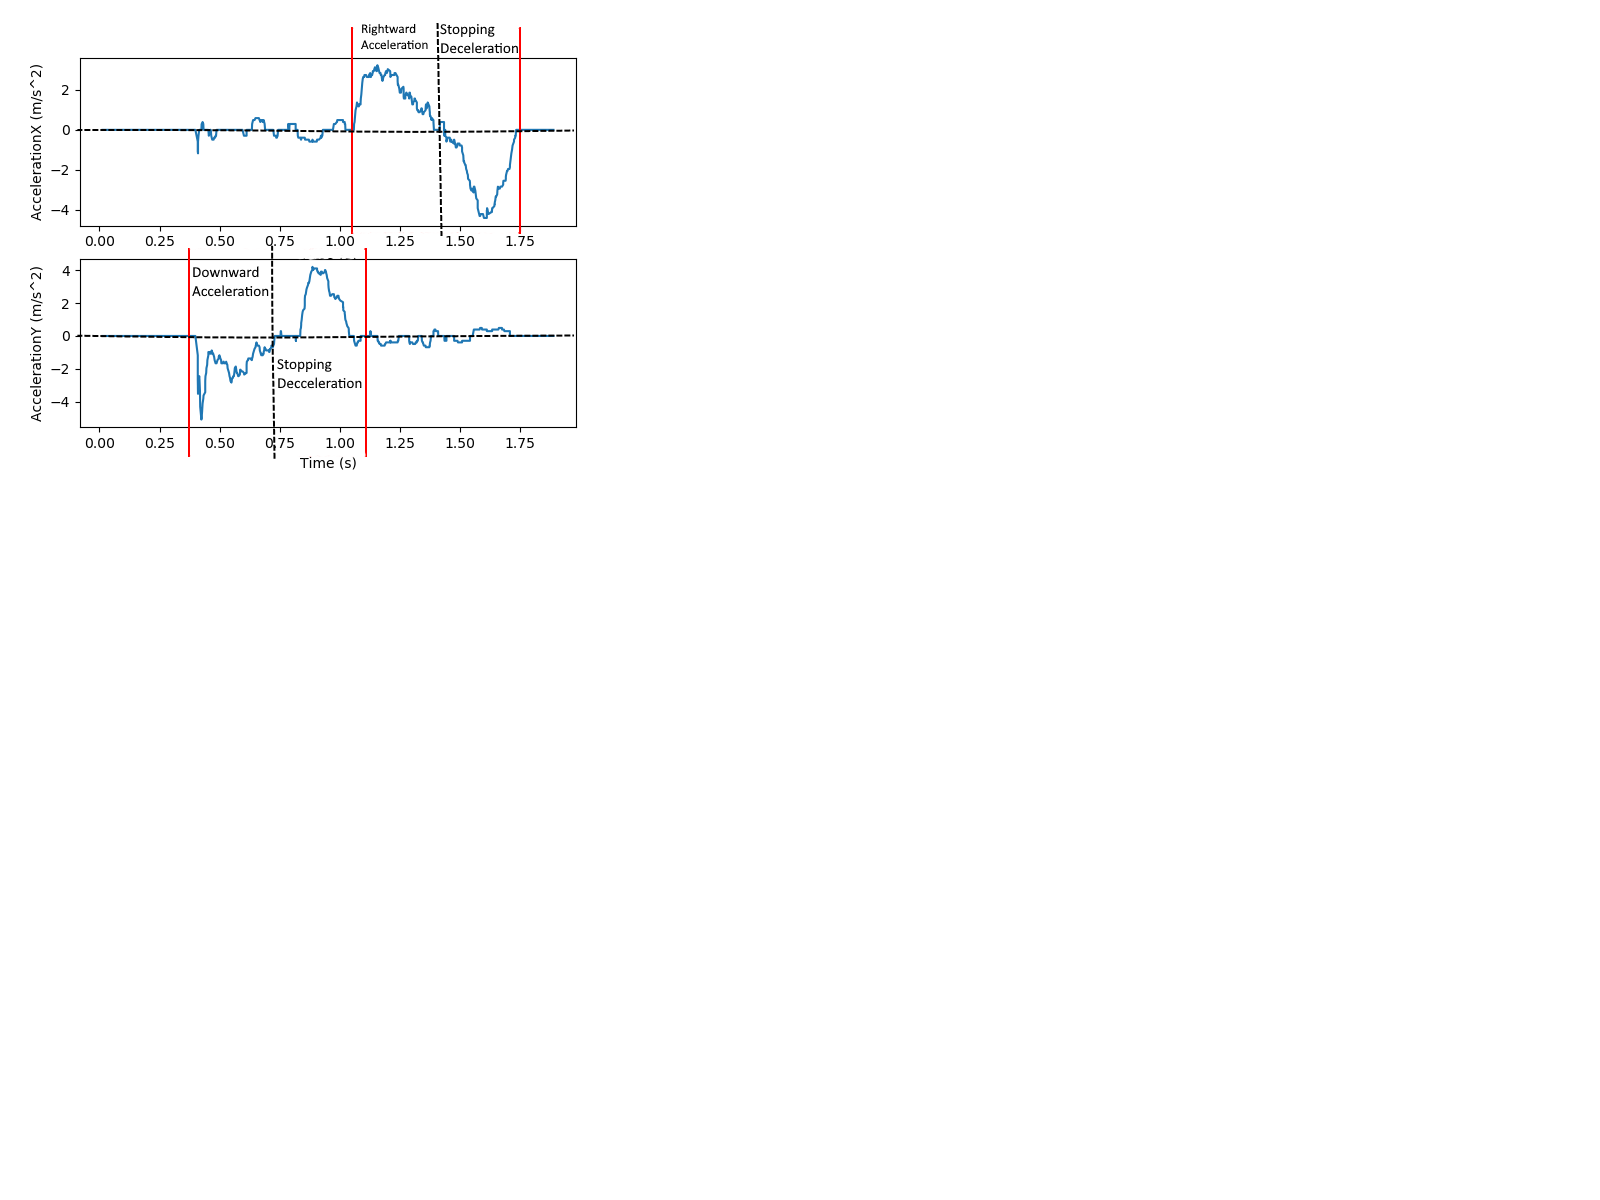 Rightward
Acceleration
Stopping
Deceleration
AccelerationX (m/s^2)
2
0
−2
−4
0.00 0.25 0.50 0.75 1.00 1.25 1.50 1.75
AccelerationY (m/s^2)
4
2
0
−2
−4
Downward
Acceleration
Stopping
Decceleration
0.00 0.25 0.50 0.75 1.00 1.25 1.50 1.75
Time (s)